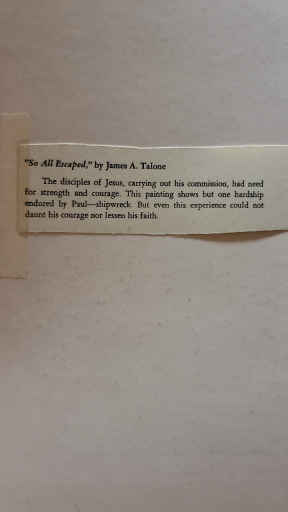 "So All Escaped," by James A. Talone
The disciples of Jesus, carrying out his commission, had need
for strength and courage. This painting shows but one hardship
endured by Paul—shipwreck. But even this experience could not
daunt his courage nor lessen his faith.